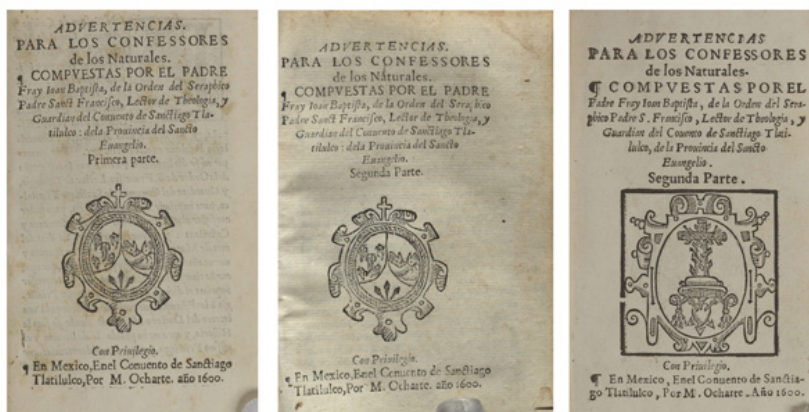 ADVERTENCIAS.
PARA LOS CONFESSORES
de los Naturales.
¶ COMPVESTAS POR EL PADRE
Fray Ioan Baptiſta, de la Orden del Seraphico
Padre Sanct Franciſco, Lector de Theologia, y
Guardian del Conuento de Sanctiago Tla-
tilulco: dela Prouincia del Sancto
Euangelio.
Primera parte.
Con Priuilegio.
¶ En Mexico, Enel Conuento de Sanctiago
Tlatilulco, Por M. Ocharte. año 1600.
ADVERTENCIAS.
PARA LOS CONFESSORES
de los Naturales.
¶ COMPVESTAS POR EL PADRE
Fray Ioan Baptiſta, de la Orden del Seraphico
Padre Sanct Franciſco, Lector de Theologia, y
Guardian del Conuento de Sanctiago Tla-
tilulco: dela Prouincia del Sancto
Euangelio.
Segunda Parte.
Con Priuilegio.
¶ En Mexico, Enel Conuento de Sanctiago
Tlatilulco, Por M. Ocharte. año 1600.
ADVERTENCIAS
PARA LOS CONFESSORES
de los Naturales.
¶ COMPVESTAS POR EL
Padre Fray Ioan Baptiſta, de la Orden del Sera-
phico Padre S. Franciſco, Lector de Theologia, y
Guardian del Conuento de Sanctiago Tlati-
lulco, de la Prouincia del Sancto
Euangelio.
Segunda Parte.
Con Priuilegio.
¶ En Mexico, Enel Conuento de Sanctia-
go Tlatilulco, Por M. Ocharte. Año 1600.